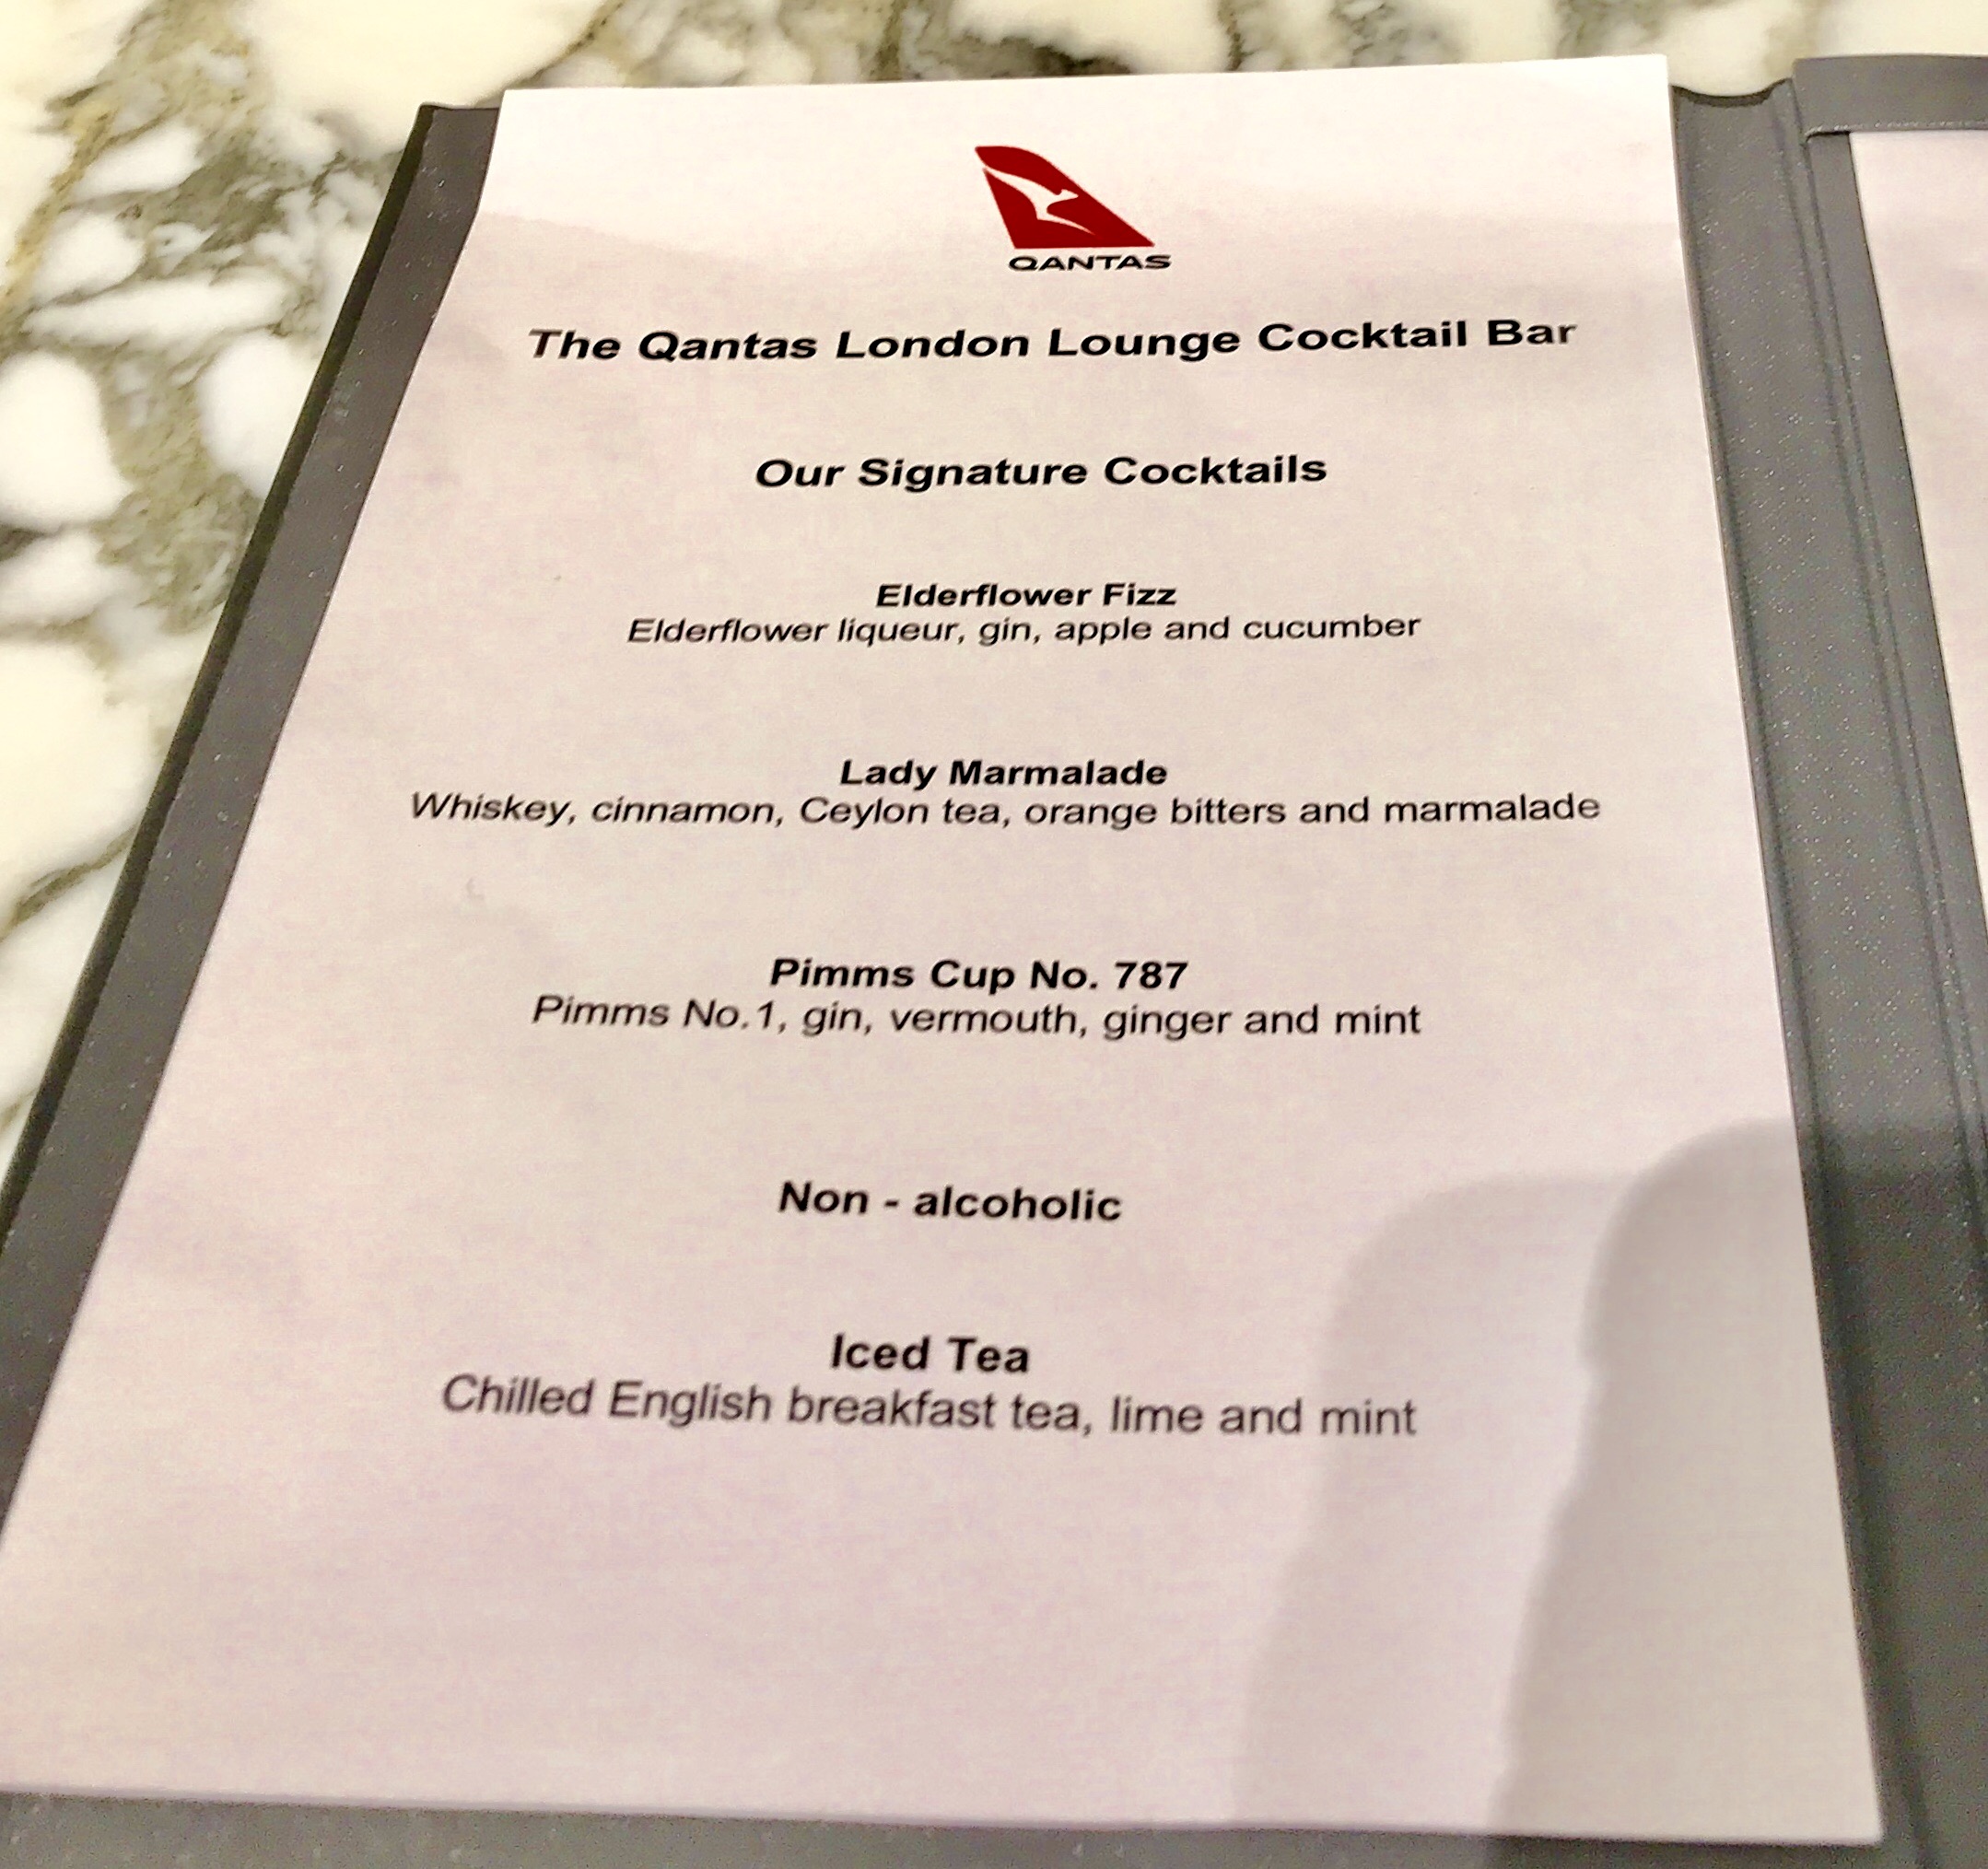 QANTAS
The Qantas London Lounge Cocktail Bar
Our Signature Cocktails
Elderflower Fizz
Elderflower liqueur, gin, apple and cucumber
Lady Marmalade
Whiskey, cinnamon, Ceylon tea, orange bitters and marmalade
Pimms Cup No. 787
Pimms No.1, gin, vermouth, ginger and mint
Non - alcoholic
Iced Tea
Chilled English breakfast tea, lime and mint